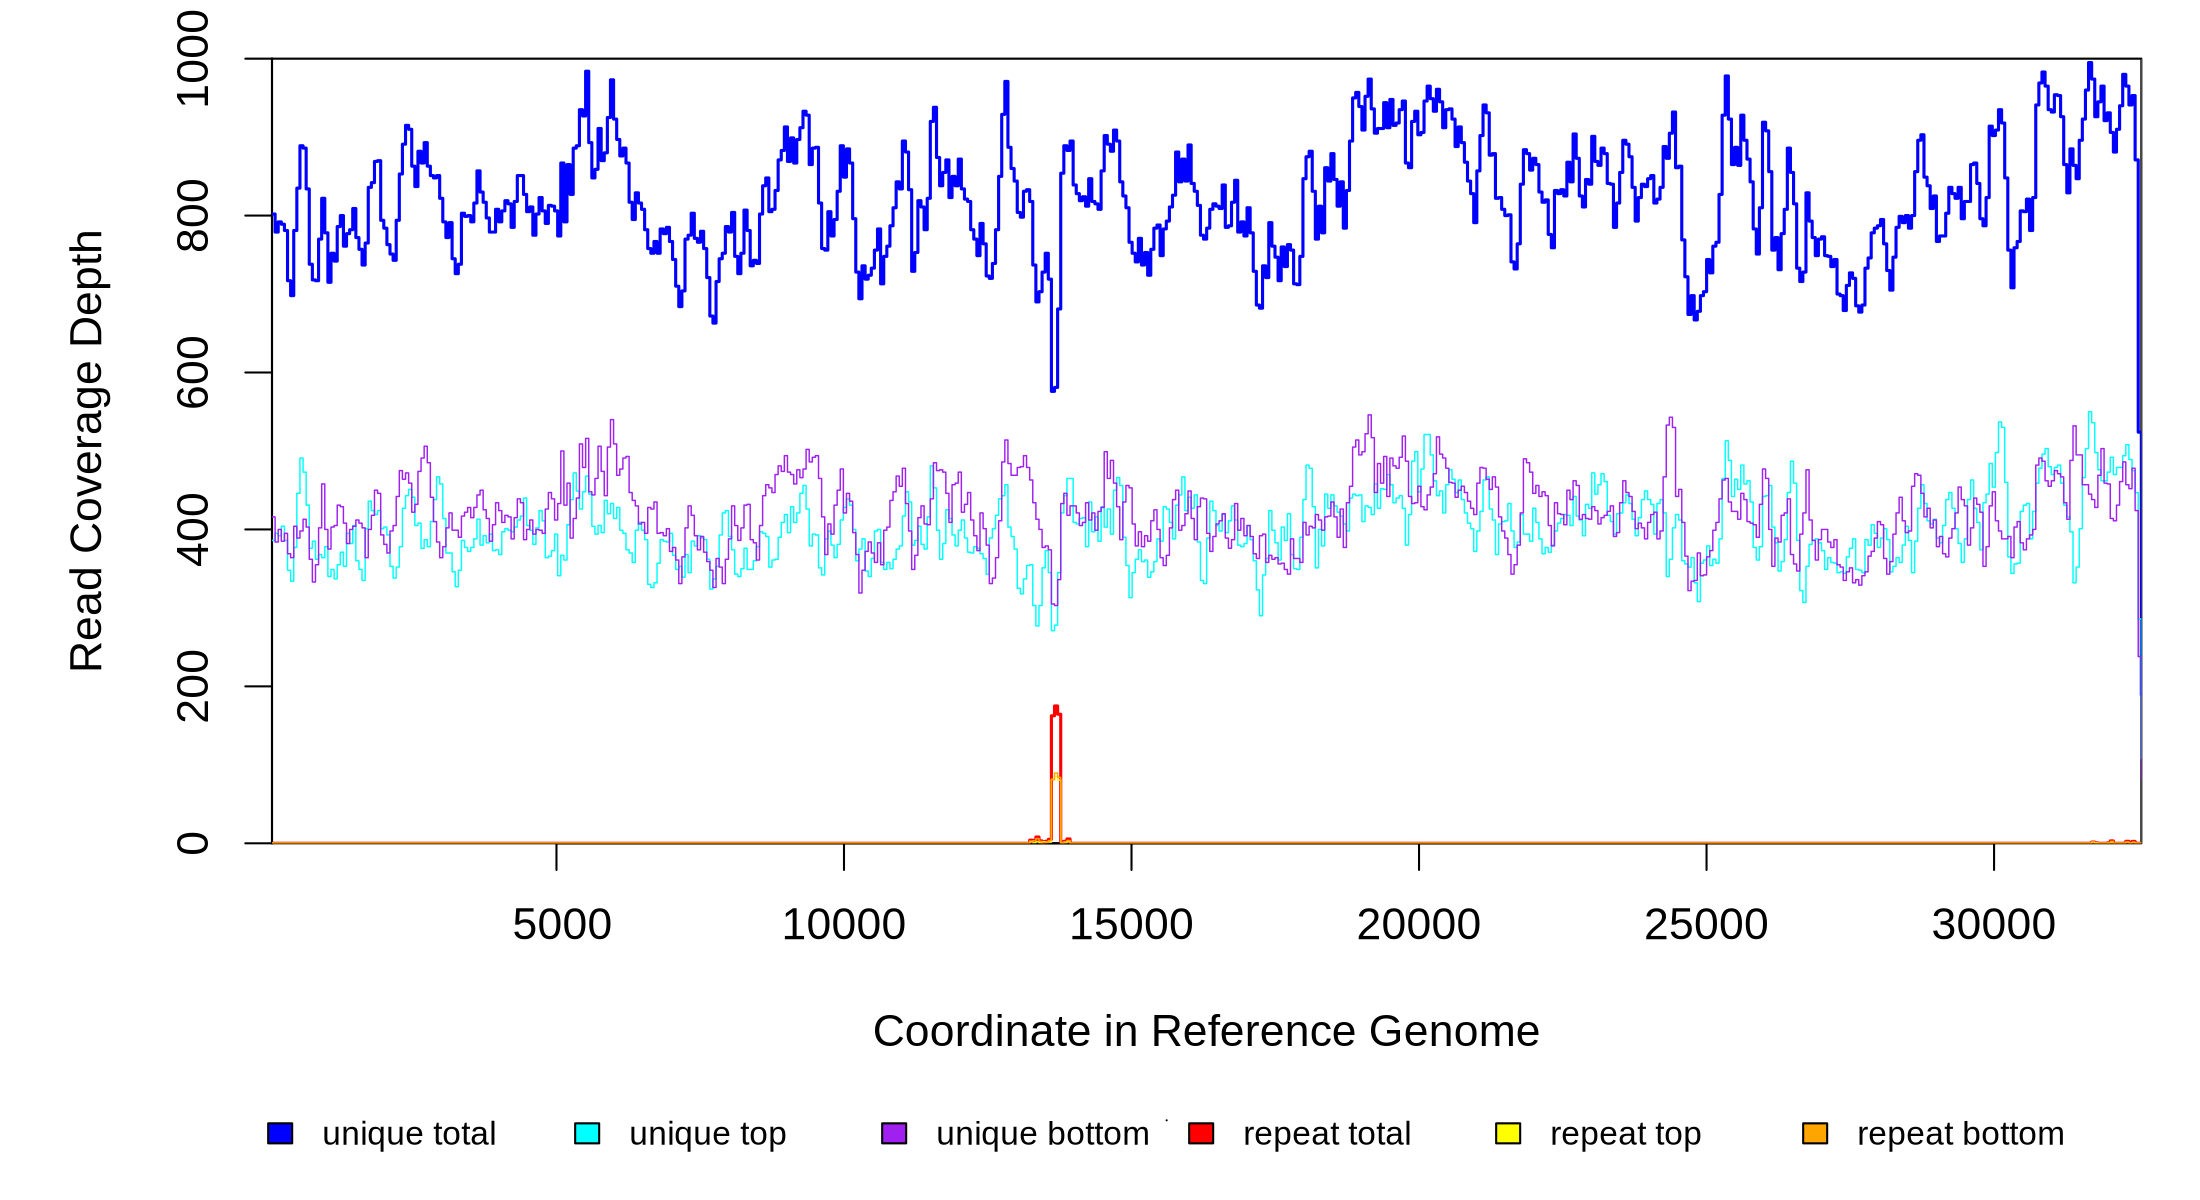 1000
800
600
400
200
0
Read Coverage Depth
5000 10000 15000 20000 25000 30000
Coordinate in Reference Genome
unique total unique top unique bottom repeat total repeat top repeat bottom